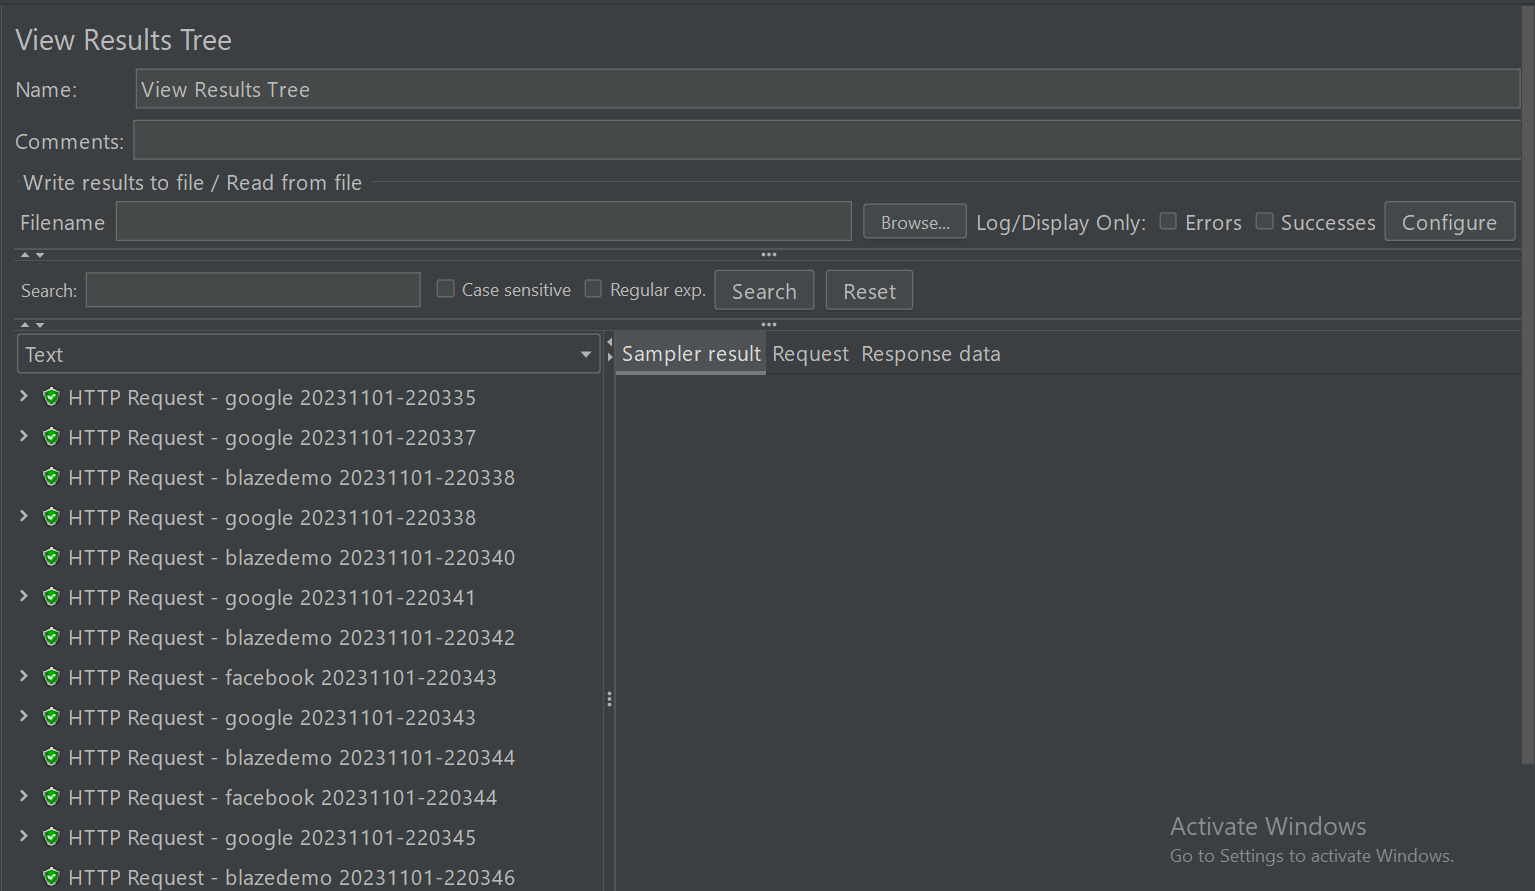 View Results Tree
Name: View Results Tree
Comments:
Write results to file / Read from file
Filename Browse... Log/Display Only: Errors Successes Configure
Search: Case sensitive Regular exp. Search Reset
Text Sampler result Request Response data
HTTP Request - google 20231101-220335
HTTP Request - google 20231101-220337
HTTP Request - blazedemo 20231101-220338
HTTP Request - google 20231101-220338
HTTP Request - blazedemo 20231101-220340
HTTP Request - google 20231101-220341
HTTP Request - blazedemo 20231101-220342
HTTP Request - facebook 20231101-220343
HTTP Request - google 20231101-220343
HTTP Request - blazedemo 20231101-220344
HTTP Request - facebook 20231101-220344
HTTP Request - google 20231101-220345
HTTP Request - blazedemo 20231101-220346
Activate Windows
Go to Settings to activate Windows.